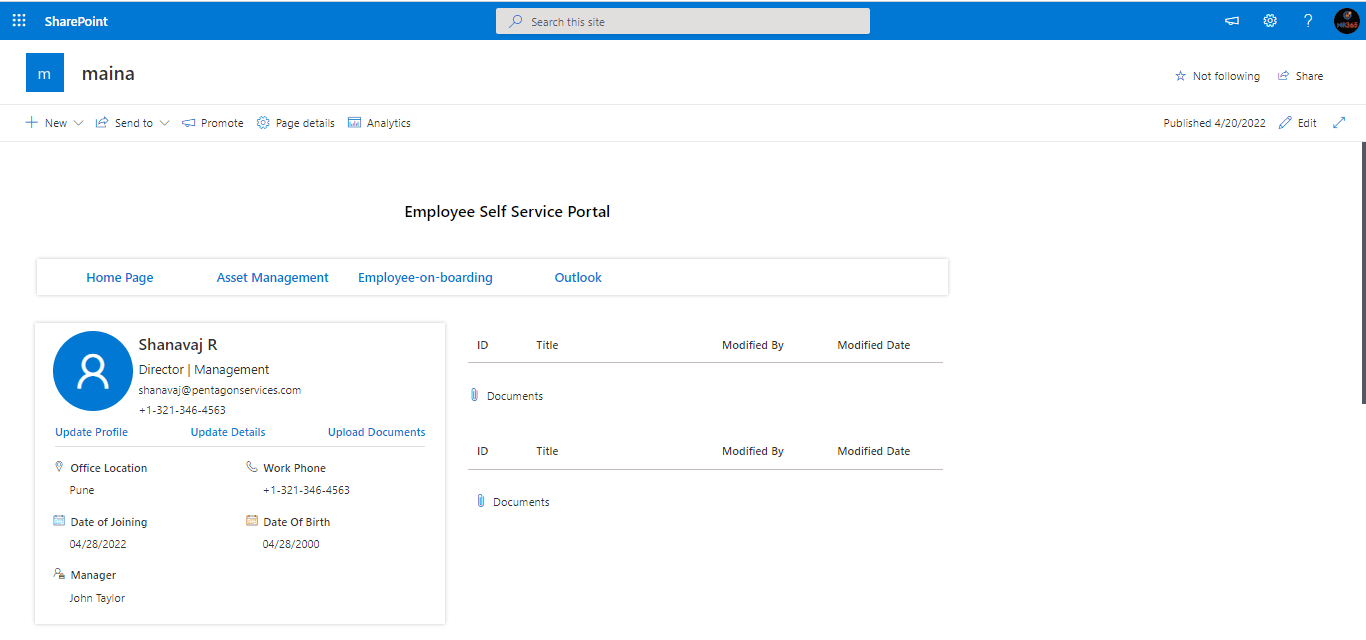 SharePoint
Search this site
?
HR365
m
maina
Not following
Share
New
Send to
Promote
Page details
Analytics
Published 4/20/2022
Edit
Employee Self Service Portal
Home Page
Asset Management
Employee-on-boarding
Outlook
Shanavaj R
Director | Management
shanavaj@pentagonservices.com
+1-321-346-4563
Update Profile
Update Details
Upload Documents
Office Location
Work Phone
Pune
+1-321-346-4563
Date of Joining
Date Of Birth
04/28/2022
04/28/2000
Manager
John Taylor
ID Title Modified By Modified Date
Documents
ID Title Modified By Modified Date
Documents